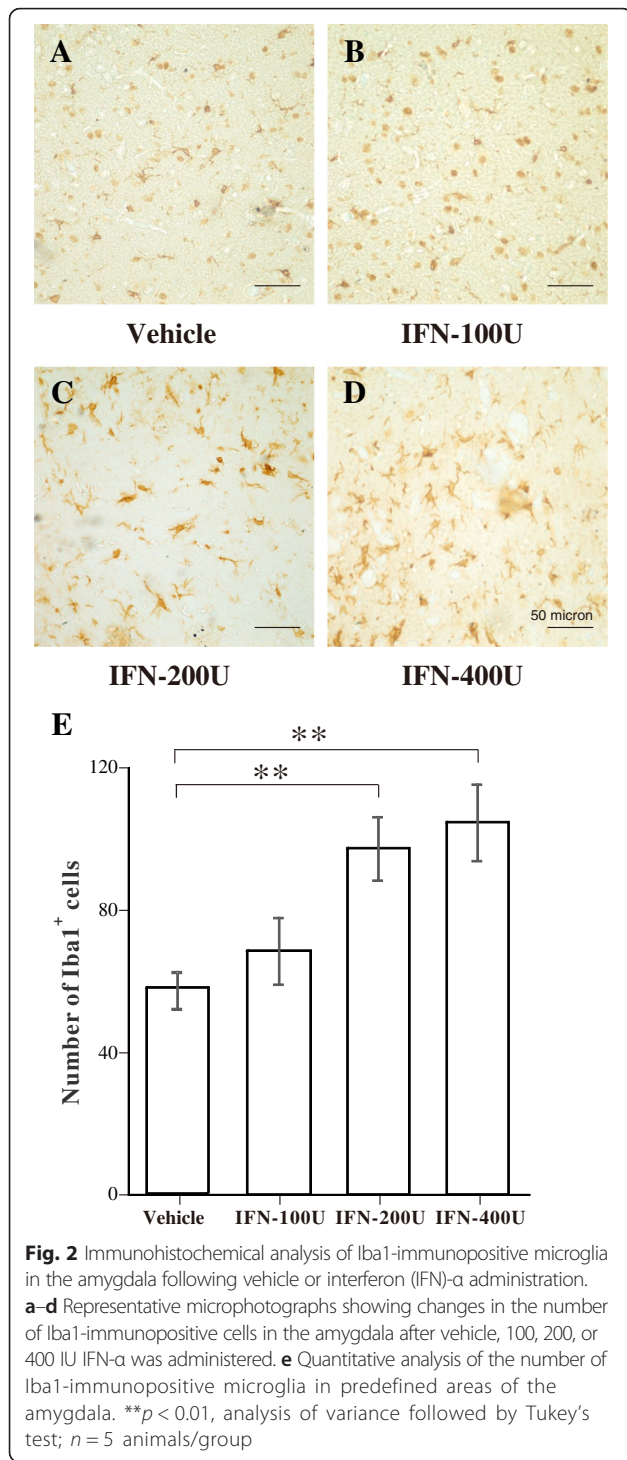 A
B
Vehicle
IFN-100U
C
D
50 micron
IFN-200U
IFN-400U
E
**
**
120
80
40
0
Number of Iba1+ cells
Vehicle IFN-100U IFN-200U IFN-400U
Fig. 2 Immunohistochemical analysis of Iba1-immunopositive microglia
in the amygdala following vehicle or interferon (IFN)-α administration.
a–d Representative microphotographs showing changes in the number
of Iba1-immunopositive cells in the amygdala after vehicle, 100, 200, or
400 IU IFN-α was administered. e Quantitative analysis of the number of
Iba1-immunopositive microglia in predefined areas of the
amygdala. **p < 0.01, analysis of variance followed by Tukey's
test; n = 5 animals/group